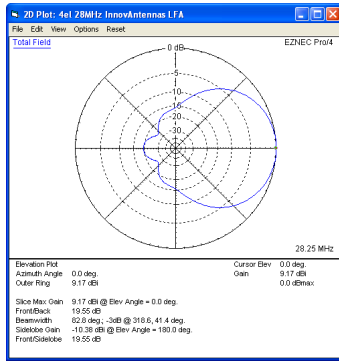 2D Plot: 4el 28MHz InnovAntennas LFA
File Edit View Options Reset
Total Field
EZNEC Pro/4
0 dB
-5
-10
-15
-20
-30
28.25 MHz
Elevation Plot
Azimuth Angle 0.0 deg.
Outer Ring 9.17 dBi
Cursor Elev 0.0 deg.
Gain 9.17 dBi
0.0 dBmax
Slice Max Gain 9.17 dBi @ Elev Angle = 0.0 deg.
Front/Back 19.55 dB
Beamwidth 82.8 deg.; -3dB @ 318.6, 41.4 deg.
Sidelobe Gain -10.38 dBi @ Elev Angle = 180.0 deg.
Front/Sidelobe 19.55 dB